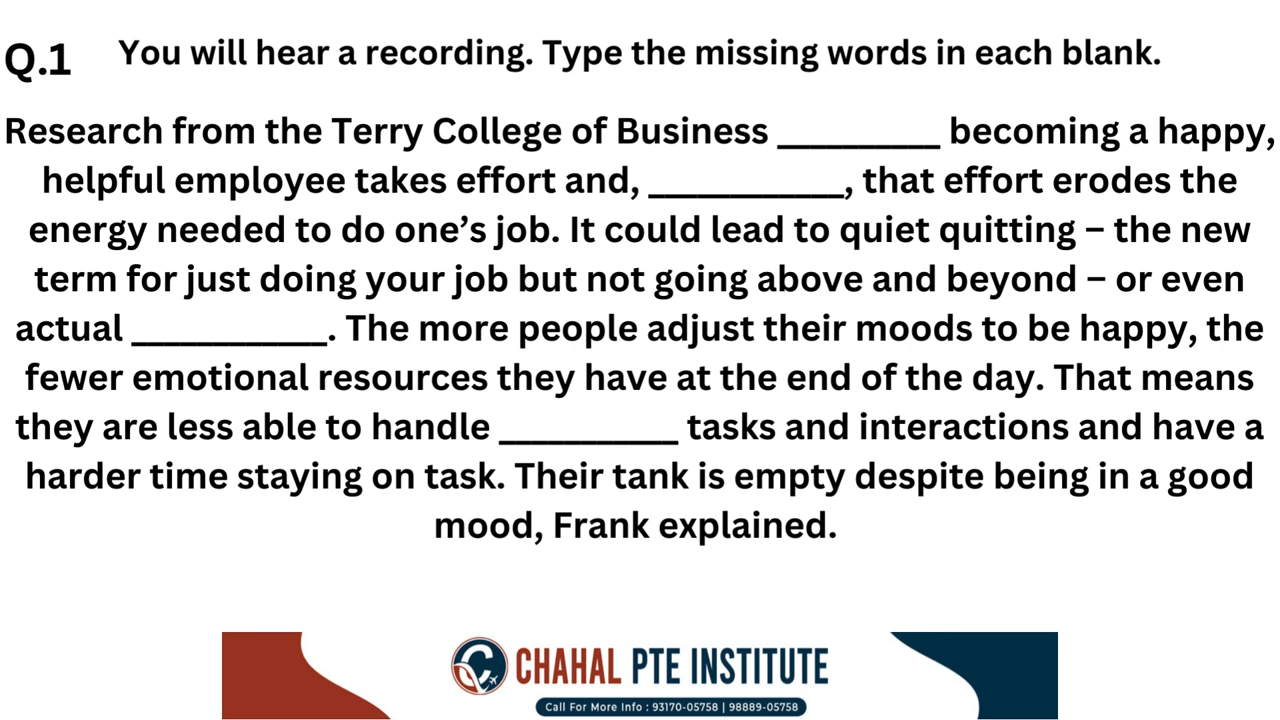 Q.1 You will hear a recording. Type the missing words in each blank.
Research from the Terry College of Business __________ becoming a happy,
helpful employee takes effort and, ____________, that effort erodes the
energy needed to do one’s job. It could lead to quiet quitting – the new
term for just doing your job but not going above and beyond – or even
actual ____________. The more people adjust their moods to be happy, the
fewer emotional resources they have at the end of the day. That means
they are less able to handle ___________ tasks and interactions and have a
harder time staying on task. Their tank is empty despite being in a good
mood, Frank explained.
CHAHAL PTE INSTITUTE
Call For More Info : 93170-05758 | 98889-05758